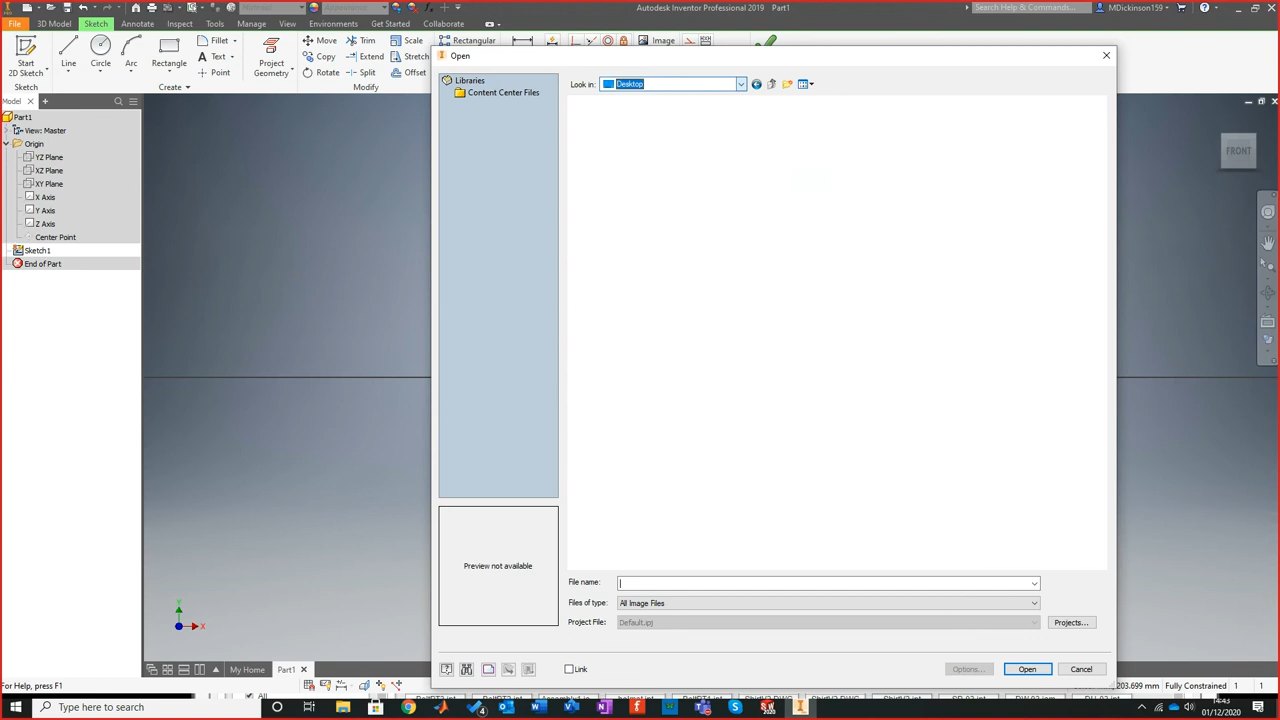 Autodesk Inventor Professional 2019 Part1
Search Help & Commands...
MDickinson159
File
3D Model
Sketch
Annotate
Inspect
Tools
Manage
View
Environments
Get Started
Collaborate
Start
2D Sketch
Line
Circle
Arc
Rectangle
Fillet
Text
Point
Project
Geometry
Move
Copy
Rotate
Trim
Extend
Split
Scale
Stretch
Offset
Rectangular
Image
Sketch
Create
Modify
Model
Part1
View: Master
Origin
YZ Plane
XZ Plane
XY Plane
X Axis
Y Axis
Z Axis
Center Point
Sketch1
End of Part
Open
Libraries
Content Center Files
Look in:
Desktop
FRONT
Preview not available
File name:
Files of type:
All Image Files
Project File:
Default.ipj
Projects...
Link
Options...
Open
Cancel
Y
X
My Home
Part1
For Help, press F1
203.699 mm
Fully Constrained
1
1
All
Type here to search
14:43
01/12/2020